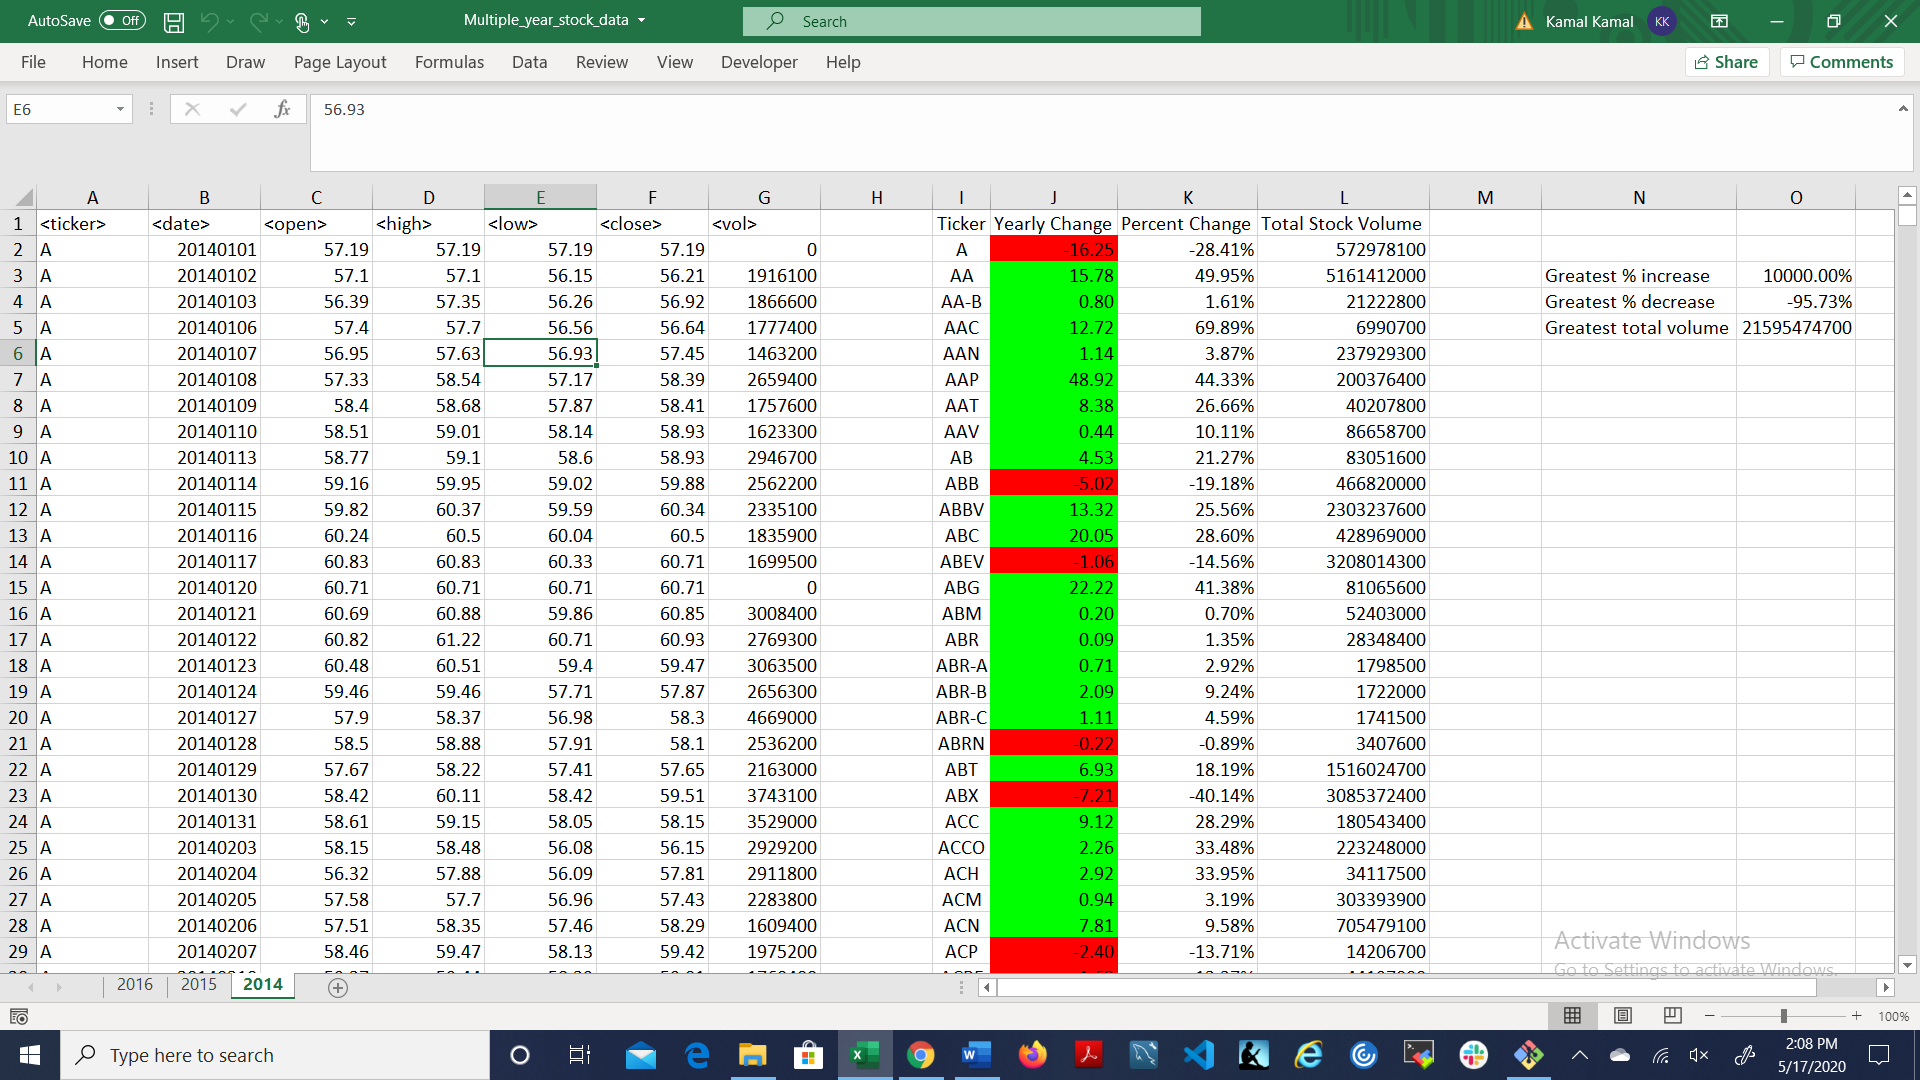 AutoSave Off Multiple_year_stock_data Search Kamal Kamal KK
File Home Insert Draw Page Layout Formulas Data Review View Developer Help Share Comments
E6 fx 56.93
A B C D E F G H I J K L M N O
1 <ticker> <date> <open> <high> <low> <close> <vol> Ticker Yearly Change Percent Change Total Stock Volume
2 A 20140101 57.19 57.19 57.19 57.19 0 A -16.25 -28.41% 572978100
3 A 20140102 57.1 57.1 56.15 56.21 1916100 AA 15.78 49.95% 5161412000 Greatest % increase 10000.00%
4 A 20140103 56.39 57.35 56.26 56.92 1866600 AA-B 0.80 1.61% 21222800 Greatest % decrease -95.73%
5 A 20140106 57.4 57.7 56.56 56.64 1777400 AAC 12.72 69.89% 6990700 Greatest total volume 21595474700
6 A 20140107 56.95 57.63 56.93 57.45 1463200 AAN 1.14 3.87% 237929300
7 A 20140108 57.33 58.54 57.17 58.39 2659400 AAP 48.92 44.33% 200376400
8 A 20140109 58.4 58.68 57.87 58.41 1757600 AAT 8.38 26.66% 40207800
9 A 20140110 58.51 59.01 58.14 58.93 1623300 AAV 0.44 10.11% 86658700
10 A 20140113 58.77 59.1 58.6 58.93 2946700 AB 4.53 21.27% 83051600
11 A 20140114 59.16 59.95 59.02 59.88 2562200 ABB -5.02 -19.18% 466820000
12 A 20140115 59.82 60.37 59.59 60.34 2335100 ABBV 13.32 25.56% 2303237600
13 A 20140116 60.24 60.5 60.04 60.5 1835900 ABC 20.05 28.60% 428969000
14 A 20140117 60.83 60.83 60.33 60.71 1699500 ABEV -1.06 -14.56% 3208014300
15 A 20140120 60.71 60.71 60.71 60.71 0 ABG 22.22 41.38% 81065600
16 A 20140121 60.69 60.88 59.86 60.85 3008400 ABM 0.20 0.70% 52403000
17 A 20140122 60.82 61.22 60.71 60.93 2769300 ABR 0.09 1.35% 28348400
18 A 20140123 60.48 60.51 59.4 59.47 3063500 ABR-A 0.71 2.92% 1798500
19 A 20140124 59.46 59.46 57.71 57.87 2656300 ABR-B 2.09 9.24% 1722000
20 A 20140127 57.9 58.37 56.98 58.3 4669000 ABR-C 1.11 4.59% 1741500
21 A 20140128 58.5 58.88 57.91 58.1 2536200 ABRN -0.22 -0.89% 3407600
22 A 20140129 57.67 58.22 57.41 57.65 2163000 ABT 6.93 18.19% 1516024700
23 A 20140130 58.42 60.11 58.42 59.51 3743100 ABX -7.21 -40.14% 3085372400
24 A 20140131 58.61 59.15 58.05 58.15 3529000 ACC 9.12 28.29% 180543400
25 A 20140203 58.15 58.48 56.08 56.15 2929200 ACCO 2.26 33.48% 223248000
26 A 20140204 56.32 57.88 56.09 57.81 2911800 ACH 2.92 33.95% 34117500
27 A 20140205 57.58 57.7 56.96 57.43 2283800 ACM 0.94 3.19% 303393900
28 A 20140206 57.51 58.35 57.46 58.29 1609400 ACN 7.81 9.58% 705479100
29 A 20140207 58.46 59.47 58.13 59.42 1975200 ACP -2.40 -13.71% 14206700
Activate Windows
Go to Settings to activate Windows.
2016 2015 2014
100%
Type here to search
2:08 PM
5/17/2020